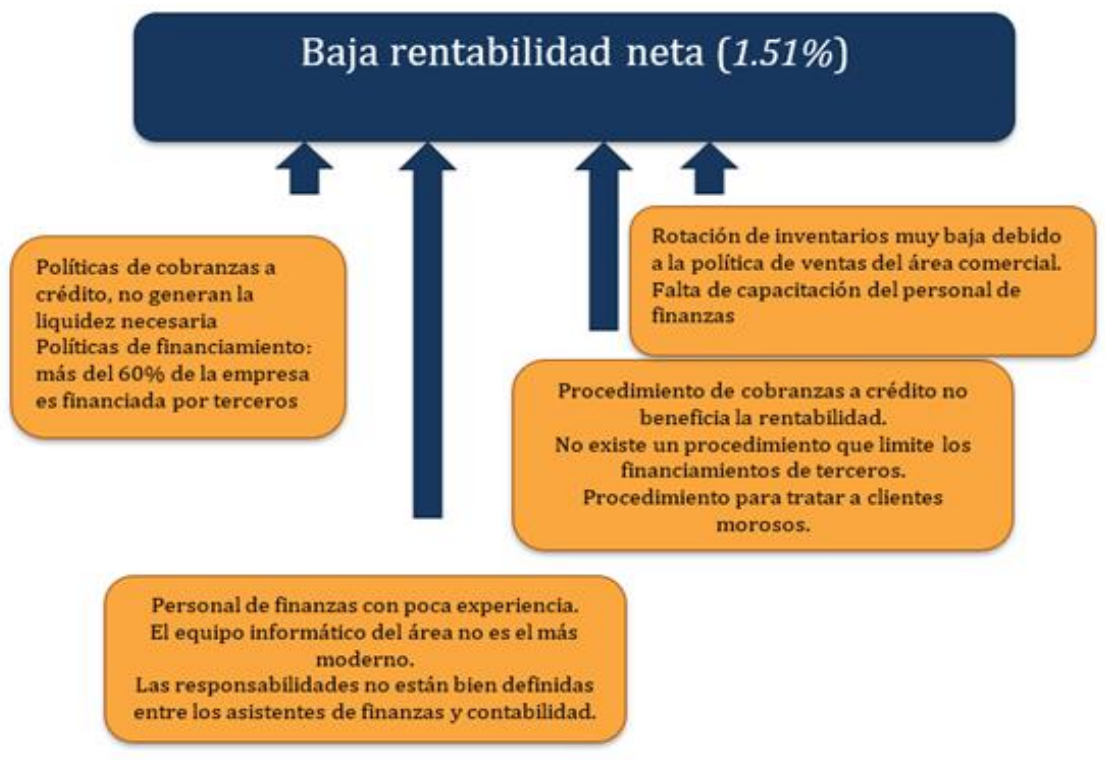 Baja rentabilidad neta (1.51%)
Políticas de cobranzas a
crédito, no generan la
liquidez necesaria
Políticas de financiamiento:
más del 60% de la empresa
es financiada por terceros
Rotación de inventarios muy baja debido
a la política de ventas del área comercial.
Falta de capacitación del personal de
finanzas
Procedimiento de cobranzas a crédito no
beneficia la rentabilidad.
No existe un procedimiento que limite los
financiamientos de terceros.
Procedimiento para tratar a clientes
morosos.
Personal de finanzas con poca experiencia.
El equipo informático del área no es el más
moderno.
Las responsabilidades no están bien definidas
entre los asistentes de finanzas y contabilidad.